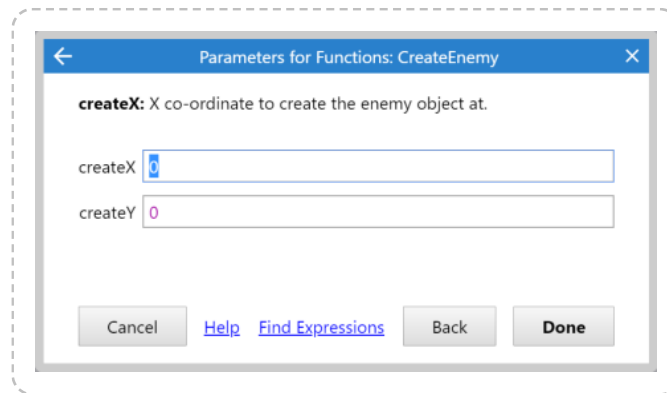 Parameters for Functions: CreateEnemy
createX: X co-ordinate to create the enemy object at.
createX 0
createY 0
Cancel Help Find Expressions Back Done